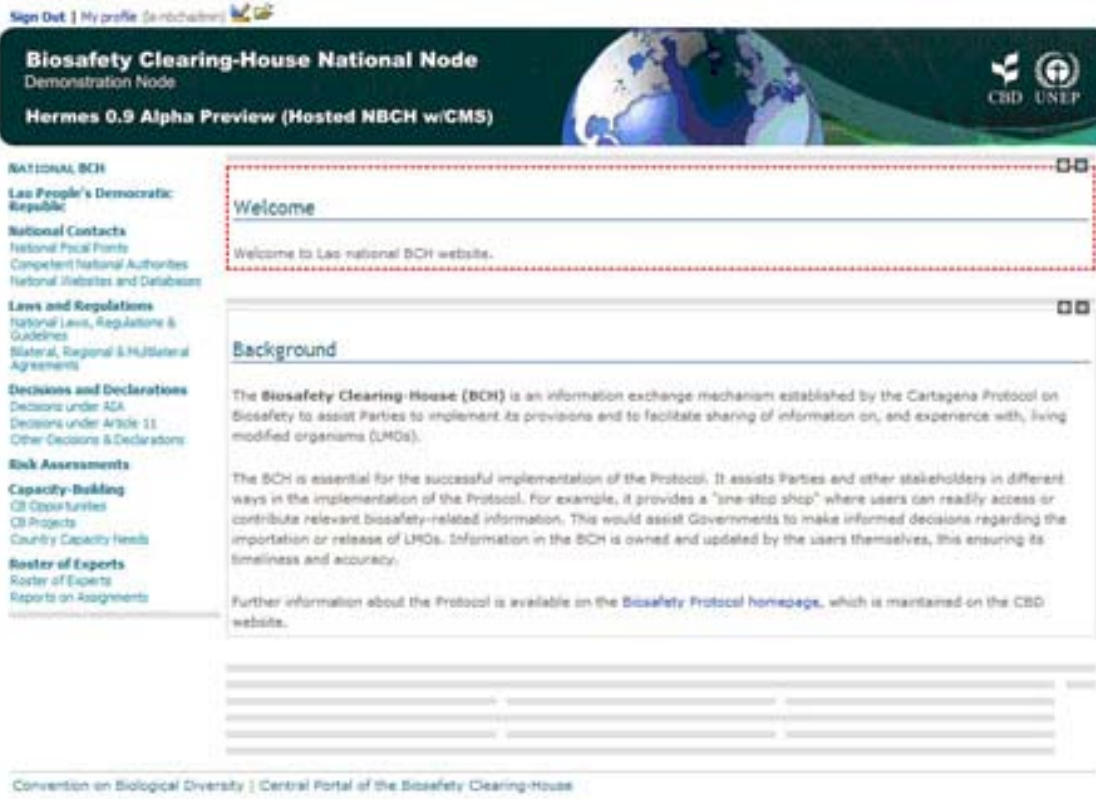 Sign Out | My profile (la-nbchadmin)
Biosafety Clearing-House National Node
Demonstration Node
Hermes 0.9 Alpha Preview (Hosted NBCH w/CMS)
CBD UNEP
NATIONAL BCH
Lao People's Democratic
Republic
National Contacts
National Focal Points
Competent National Authorities
National Websites and Databases
Laws and Regulations
National Laws, Regulations &
Guidelines
Bilateral, Regional & Multilateral
Agreements
Decisions and Declarations
Decisions under AIA
Decisions under Article 11
Other Decisions & Declarations
Risk Assessments
Capacity-Building
CB Opportunities
CB Projects
Country Capacity Needs
Roster of Experts
Roster of Experts
Reports on Assignments
Welcome
Welcome to Lao national BCH website.
Background
The Biosafety Clearing-House (BCH) is an information exchange mechanism established by the Cartagena Protocol on
Biosafety to assist Parties to implement its provisions and to facilitate sharing of information on, and experience with, living
modified organisms (LMOs).
The BCH is essential for the successful implementation of the Protocol. It assists Parties and other stakeholders in different
ways in the implementation of the Protocol. For example, it provides a "one-stop shop" where users can readily access or
contribute relevant biosafety-related information. This would assist Governments to make informed decisions regarding the
importation or release of LMOs. Information in the BCH is owned and updated by the users themselves, this ensuring its
timeliness and accuracy.
Further information about the Protocol is available on the Biosafety Protocol homepage, which is maintained on the CBD
website.
Convention on Biological Diversity | Central Portal of the Biosafety Clearing-House